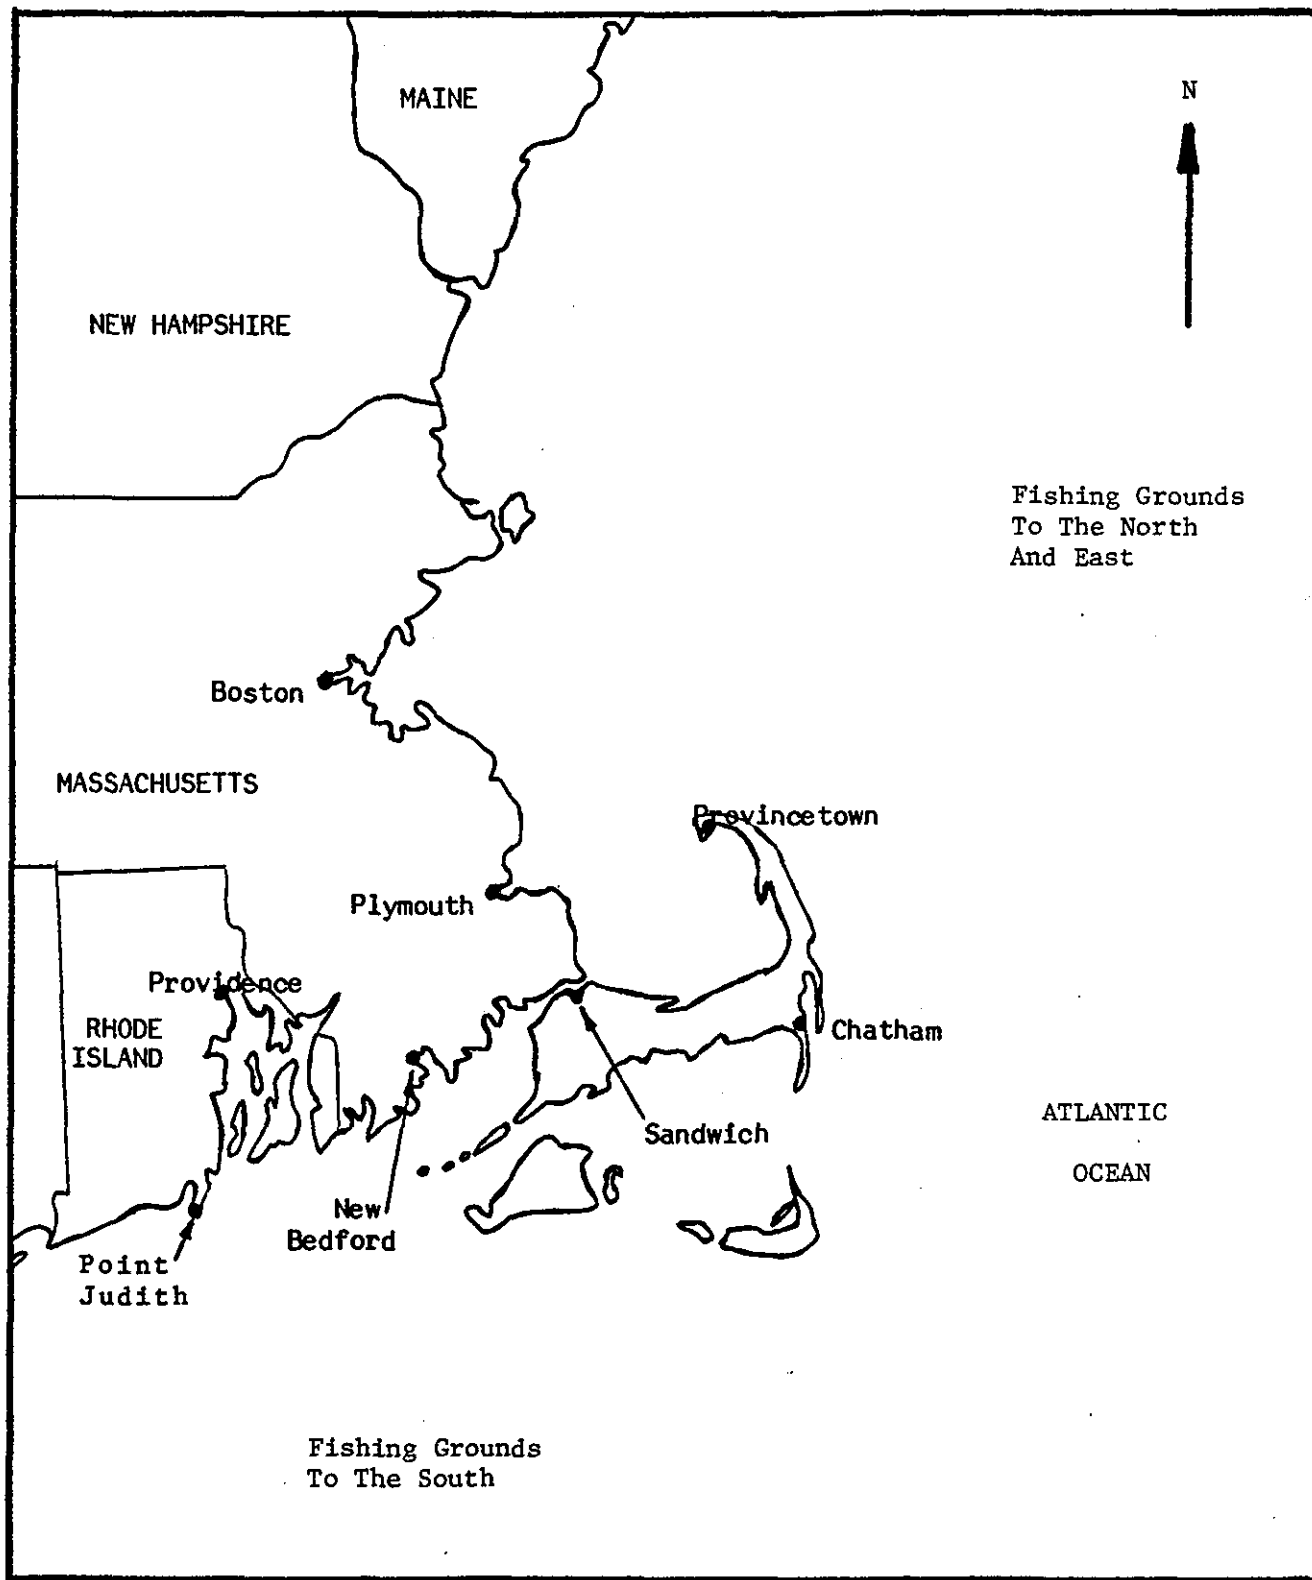 MAINE
N
NEW HAMPSHIRE
Fishing Grounds
To The North
And East
Boston
MASSACHUSETTS
Provincetown
Plymouth
Providence
RHODE
ISLAND
Chatham
ATLANTIC
OCEAN
Sandwich
New
Bedford
Point
Judith
Fishing Grounds
To The South